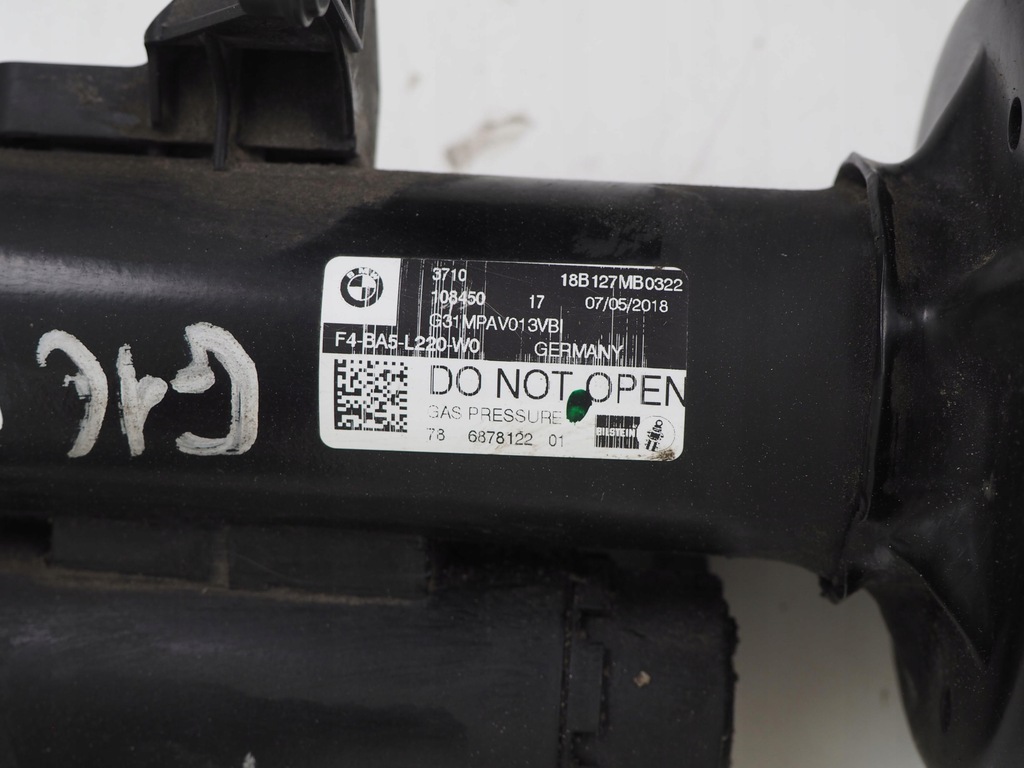 BMW
3710
18B127MB0322
108450 17 07/05/2018
G31MPAV013VBI
F4-BA5-L220-W0 GERMANY
DO NOT OPEN
GAS PRESSURE
78 6878122 01
BILSTEIN